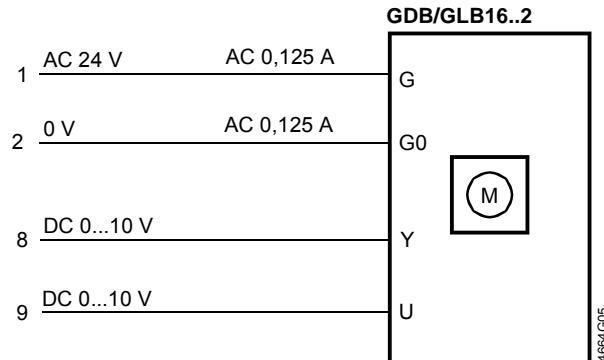 GDB/GLB16..2
1 AC 24 V AC 0,125 A G
2 0 V AC 0,125 A G0
M
8 DC 0...10 V Y
9 DC 0...10 V U
4664G05